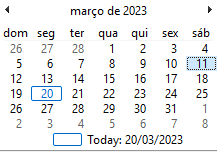 março de 2023
dom seg ter qua qui sex sáb
26 27 28 1 2 3 4
5 6 7 8 9 10 11
12 13 14 15 16 17 18
19 20 21 22 23 24 25
26 27 28 29 30 31 1
2 3 4 5 6 7 8
Today: 20/03/2023